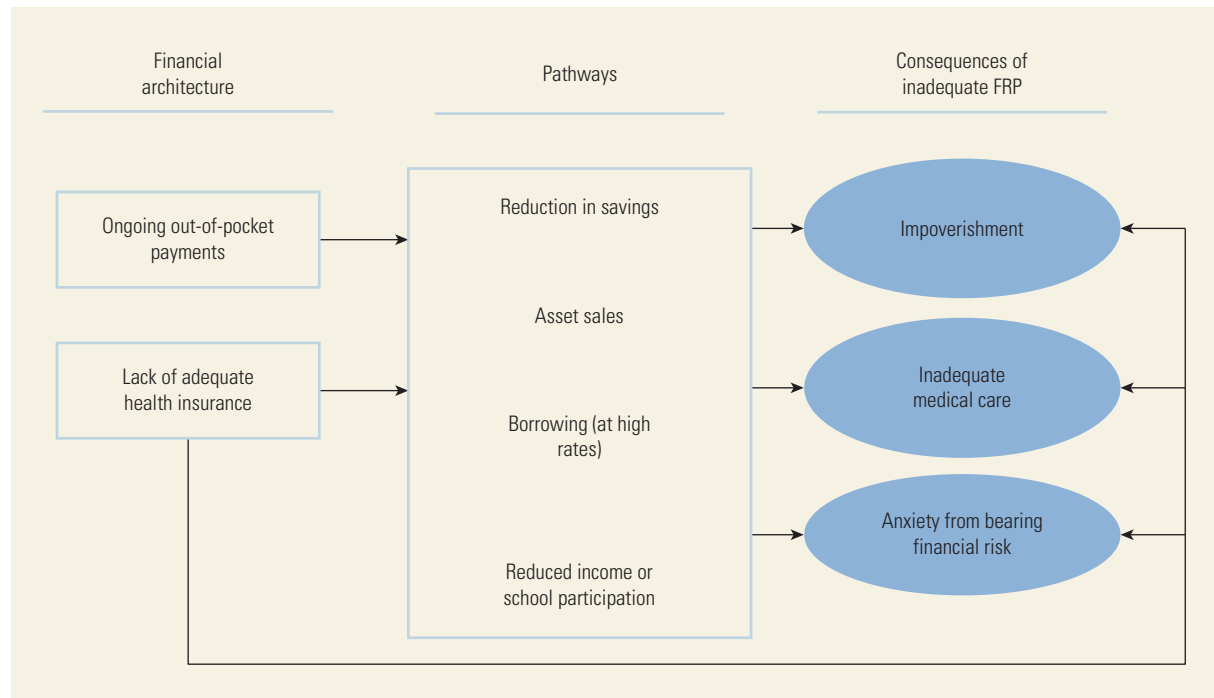 Financial
architecture
Pathways
Consequences of
inadequate FRP
Ongoing out-of-pocket
payments
Lack of adequate
health insurance
Reduction in savings
Asset sales
Borrowing (at high
rates)
Reduced income or
school participation
Impoverishment
Inadequate
medical care
Anxiety from bearing
financial risk